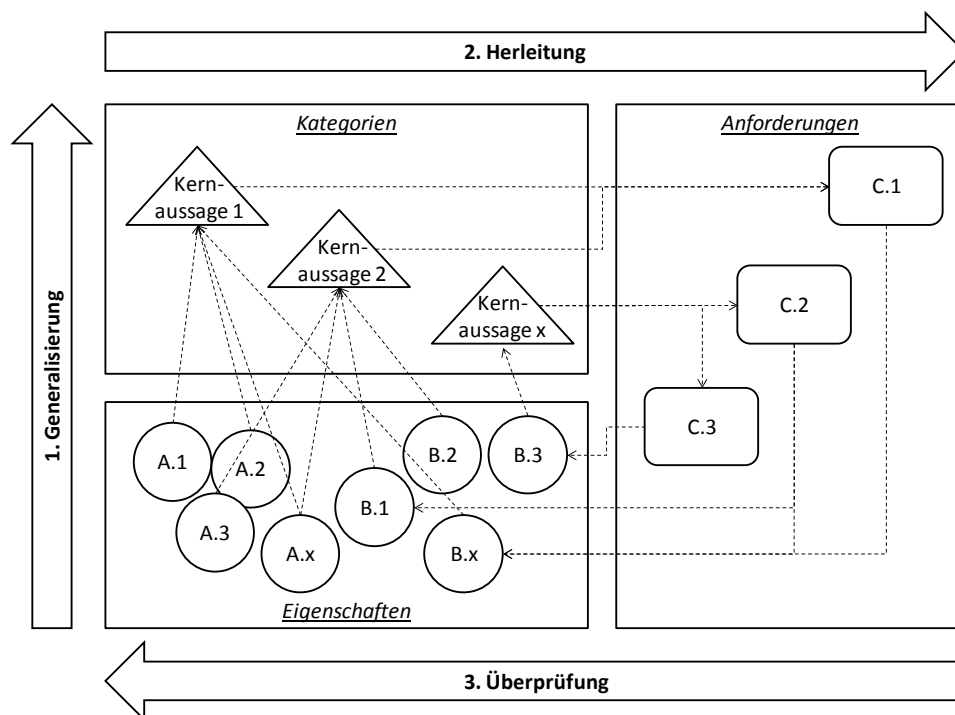 2. Herleitung
1. Generalisierung
Kategorien
Kern-
aussage 1
Kern-
aussage 2
Kern-
aussage x
Anforderungen
C.1
C.2
C.3
A.1
A.2
A.3
A.x
B.1
B.2
B.3
B.x
Eigenschaften
3. Überprüfung